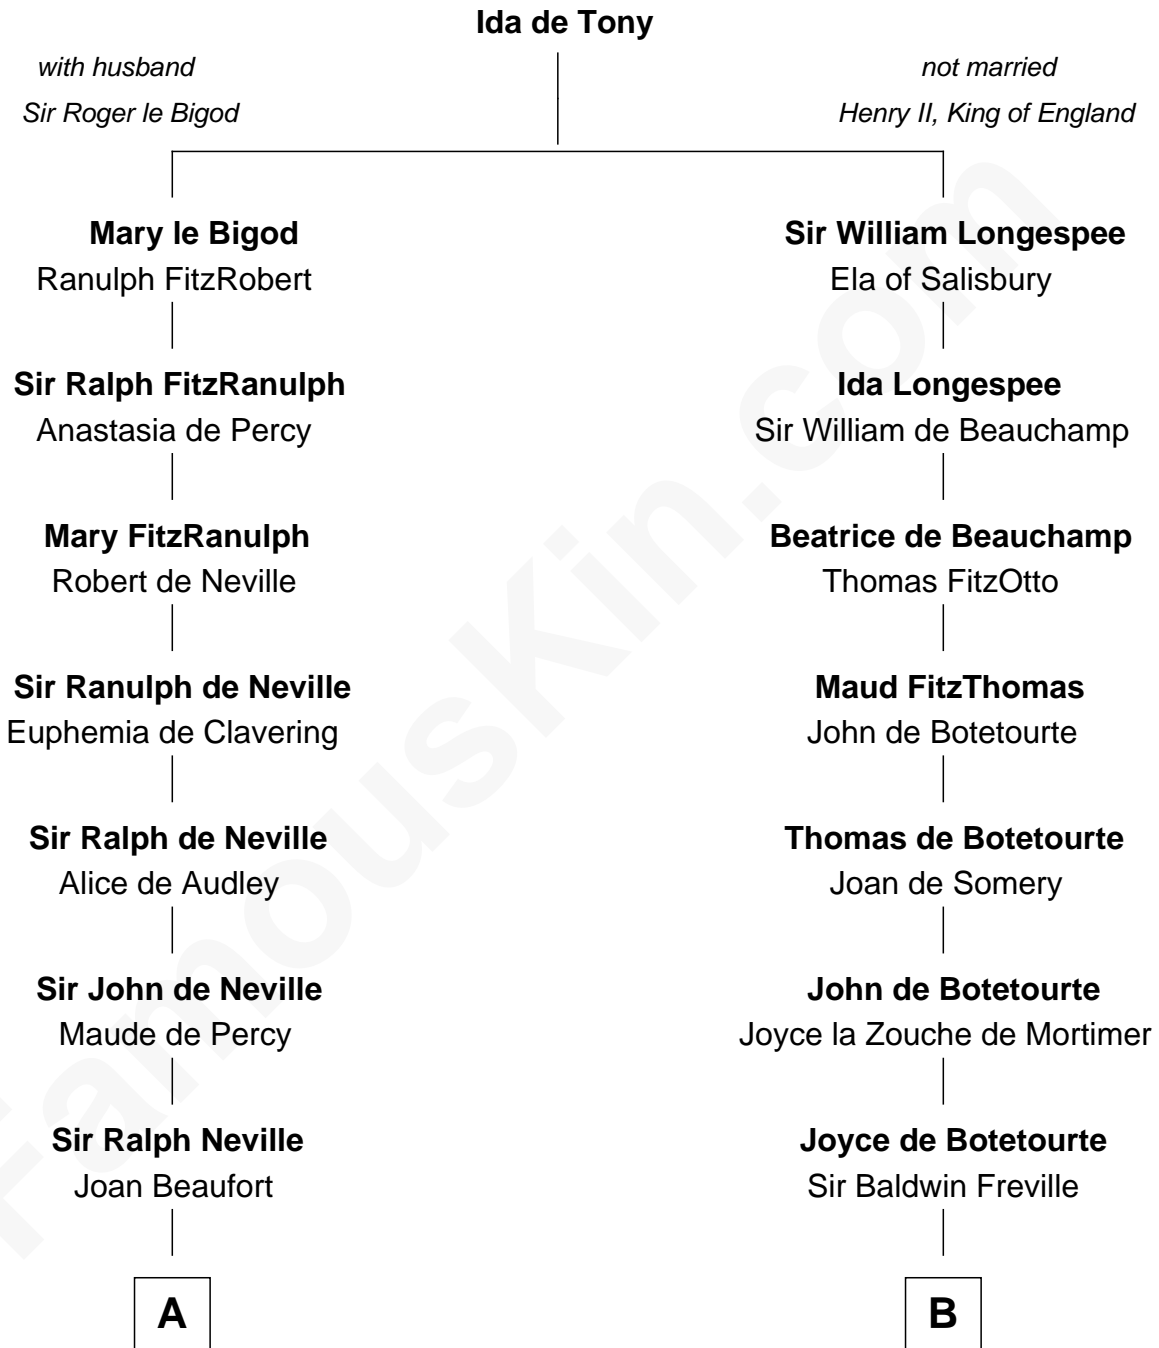 Ida de Tony
with husband
Sir Roger le Bigod
not married
Henry II, King of England
Mary le Bigod
Ranulph FitzRobert
Sir William Longespee
Ela of Salisbury
Sir Ralph FitzRanulph
Anastasia de Percy
Ida Longespee
Sir William de Beauchamp
Mary FitzRanulph
Robert de Neville
Beatrice de Beauchamp
Thomas FitzOtto
Sir Ranulph de Neville
Euphemia de Clavering
Maud FitzThomas
John de Botetourte
Sir Ralph de Neville
Alice de Audley
Thomas de Botetourte
Joan de Somery
Sir John de Neville
Maude de Percy
John de Botetourte
Joyce la Zouche de Mortimer
Sir Ralph Neville
Joan Beaufort
Joyce de Botetourte
Sir Baldwin Freville
A
B
FamousKin.com